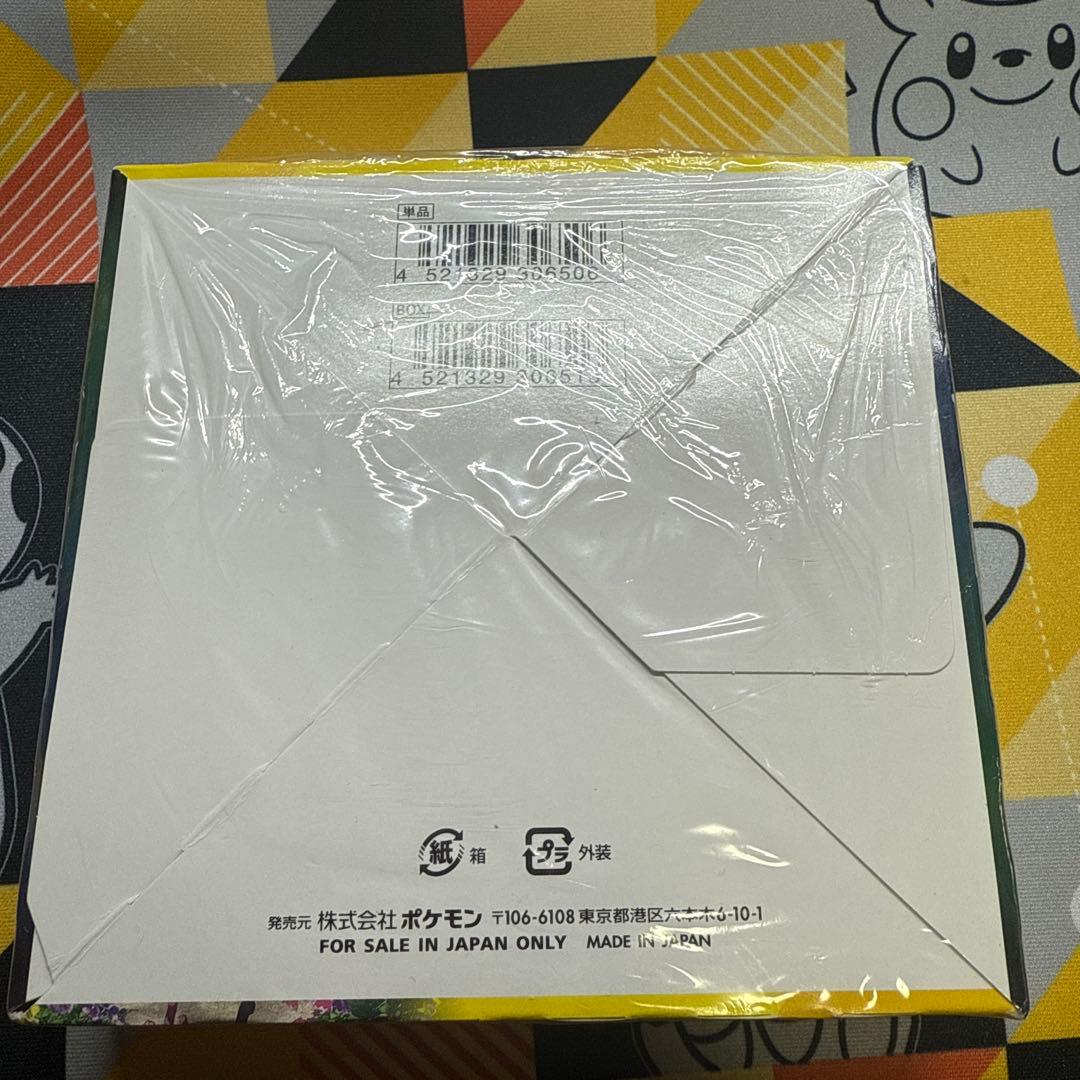 単品
4 521329 306506
BOX
4 521329 306513
紙 箱
プラ 外装
発売元 株式会社 ポケモン 〒106-6108 東京都港区六本木6-10-1
FOR SALE IN JAPAN ONLY MADE IN JAPAN